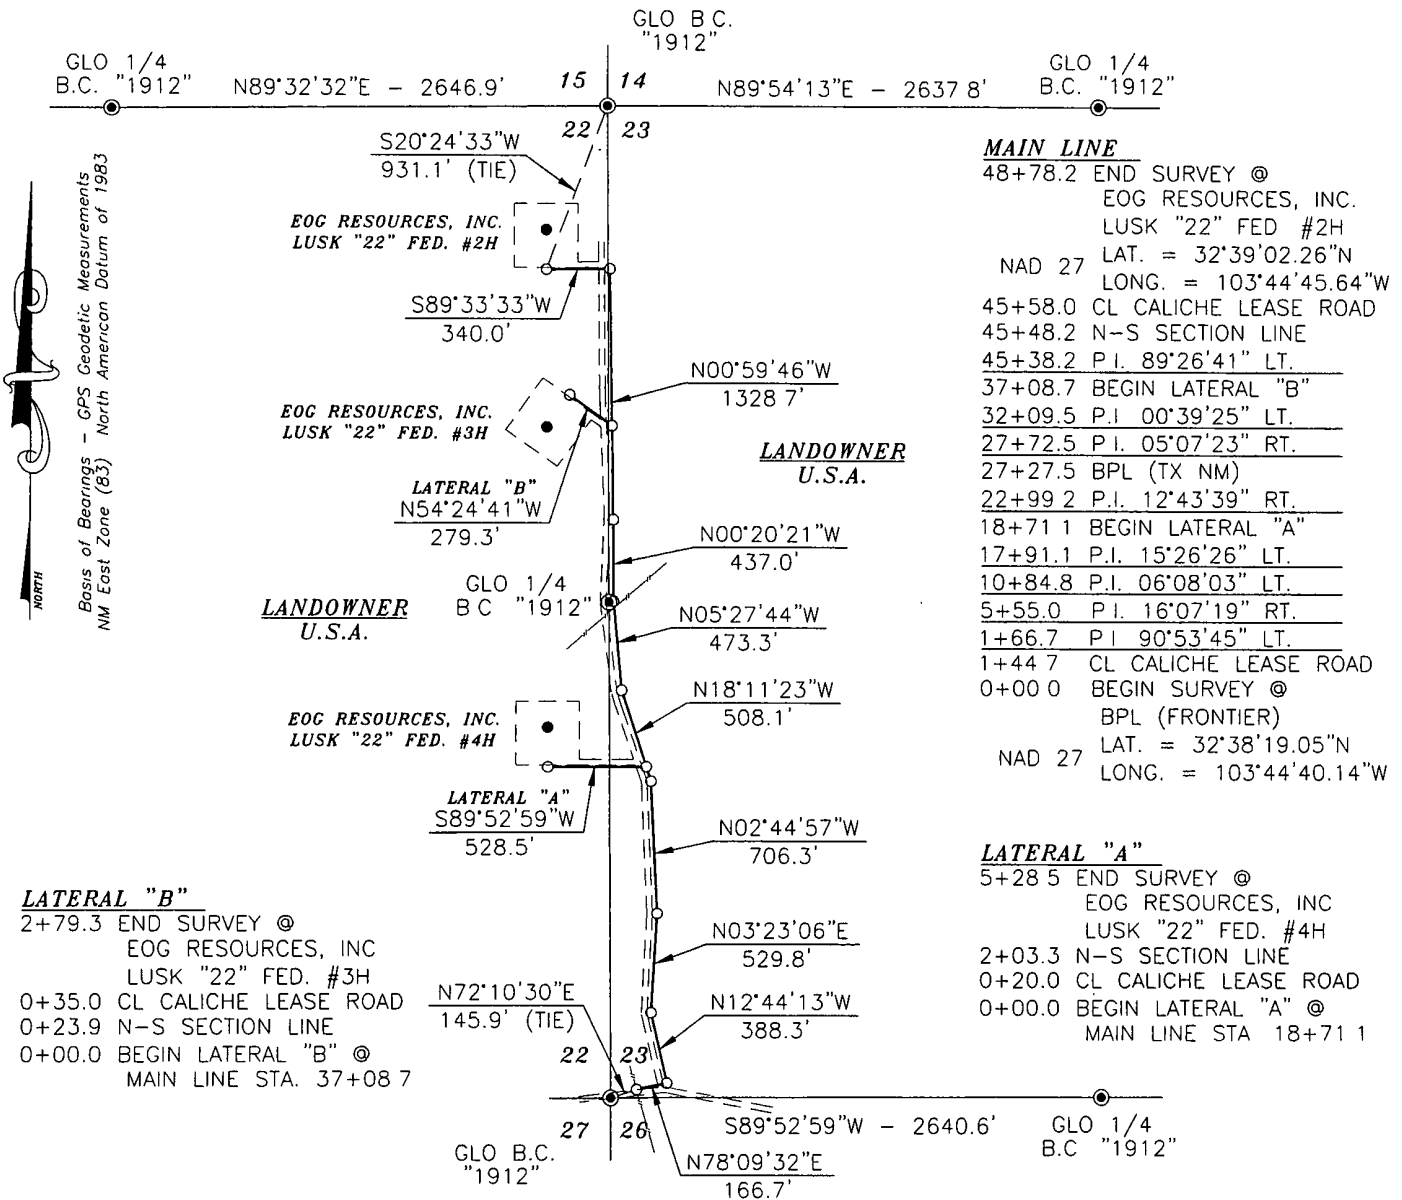 GLO B C.
"1912"
GLO 1/4
B.C. "1912"
N89°32'32"E - 2646.9'
15 14
N89°54'13"E - 2637 8'
GLO 1/4
B.C. "1912"
22 23
S20°24'33"W
931.1' (TIE)
EOG RESOURCES, INC.
LUSK "22" FED. #2H
S89°33'33"W
340.0'
N00°59'46"W
1328 7'
EOG RESOURCES, INC.
LUSK "22" FED. #3H
LANDOWNER
U.S.A.
LATERAL "B"
N54°24'41"W
279.3'
N00°20'21"W
437.0'
GLO 1/4
B C "1912"
LANDOWNER
U.S.A.
N05°27'44"W
473.3'
N18°11'23"W
508.1'
EOG RESOURCES, INC.
LUSK "22" FED. #4H
LATERAL "A"
S89°52'59"W
528.5'
N02°44'57"W
706.3'
N03°23'06"E
529.8'
N72°10'30"E
145.9' (TIE)
N12°44'13"W
388.3'
22 23
27 26
S89°52'59"W - 2640.6'
GLO 1/4
B.C "1912"
GLO B.C.
"1912"
N78°09'32"E
166.7'
Basis of Bearings - GPS Geodetic Measurements
NM East Zone (83) North American Datum of 1983
NORTH
MAIN LINE
48+78.2 END SURVEY @
EOG RESOURCES, INC.
LUSK "22" FED #2H
NAD 27 LAT. = 32°39'02.26"N
LONG. = 103°44'45.64"W
45+58.0 CL CALICHE LEASE ROAD
45+48.2 N-S SECTION LINE
45+38.2 P I. 89°26'41" LT.
37+08.7 BEGIN LATERAL "B"
32+09.5 P.I 00°39'25" LT.
27+72.5 P I. 05°07'23" RT.
27+27.5 BPL (TX NM)
22+99 2 P.I. 12°43'39" RT.
18+71 1 BEGIN LATERAL "A"
17+91.1 P.I. 15°26'26" LT.
10+84.8 P.I. 06°08'03" LT.
5+55.0 P I. 16°07'19" RT.
1+66.7 P I 90°53'45" LT.
1+44 7 CL CALICHE LEASE ROAD
0+00 0 BEGIN SURVEY @
BPL (FRONTIER)
NAD 27 LAT. = 32°38'19.05"N
LONG. = 103°44'40.14"W
LATERAL "A"
5+28 5 END SURVEY @
EOG RESOURCES, INC
LUSK "22" FED. #4H
2+03.3 N-S SECTION LINE
0+20.0 CL CALICHE LEASE ROAD
0+00.0 BEGIN LATERAL "A" @
MAIN LINE STA 18+71 1
LATERAL "B"
2+79.3 END SURVEY @
EOG RESOURCES, INC
LUSK "22" FED. #3H
0+35.0 CL CALICHE LEASE ROAD
0+23.9 N-S SECTION LINE
0+00.0 BEGIN LATERAL "B" @
MAIN LINE STA. 37+08 7